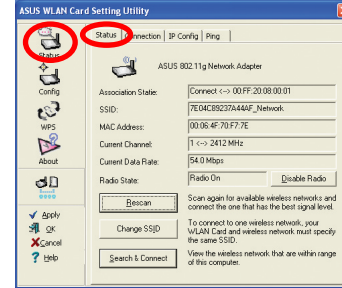 ASUS WLAN Card Setting Utility
Status
Connection
IP Config
Ping
Status
Config
WPS
About
Apply
OK
Cancel
Help
ASUS 802.11g Network Adapter
Association State: Connect <--> 00:FF:20:08:00:01
SSID: 7E04C89237A44AF_Network
MAC Address: 00:06:4F:70:F7:7E
Current Channel: 1 <--> 2412 MHz
Current Data Rate: 54.0 Mbps
Radio State: Radio On Disable Radio
Rescan
Scan again for available wireless networks and
connect the one that has the best signal level.
Change SSID
To connect to one wireless network, your
WLAN Card and wireless network must specify
the same SSID.
Search & Connect
View the wireless network that are within range
of this computer.